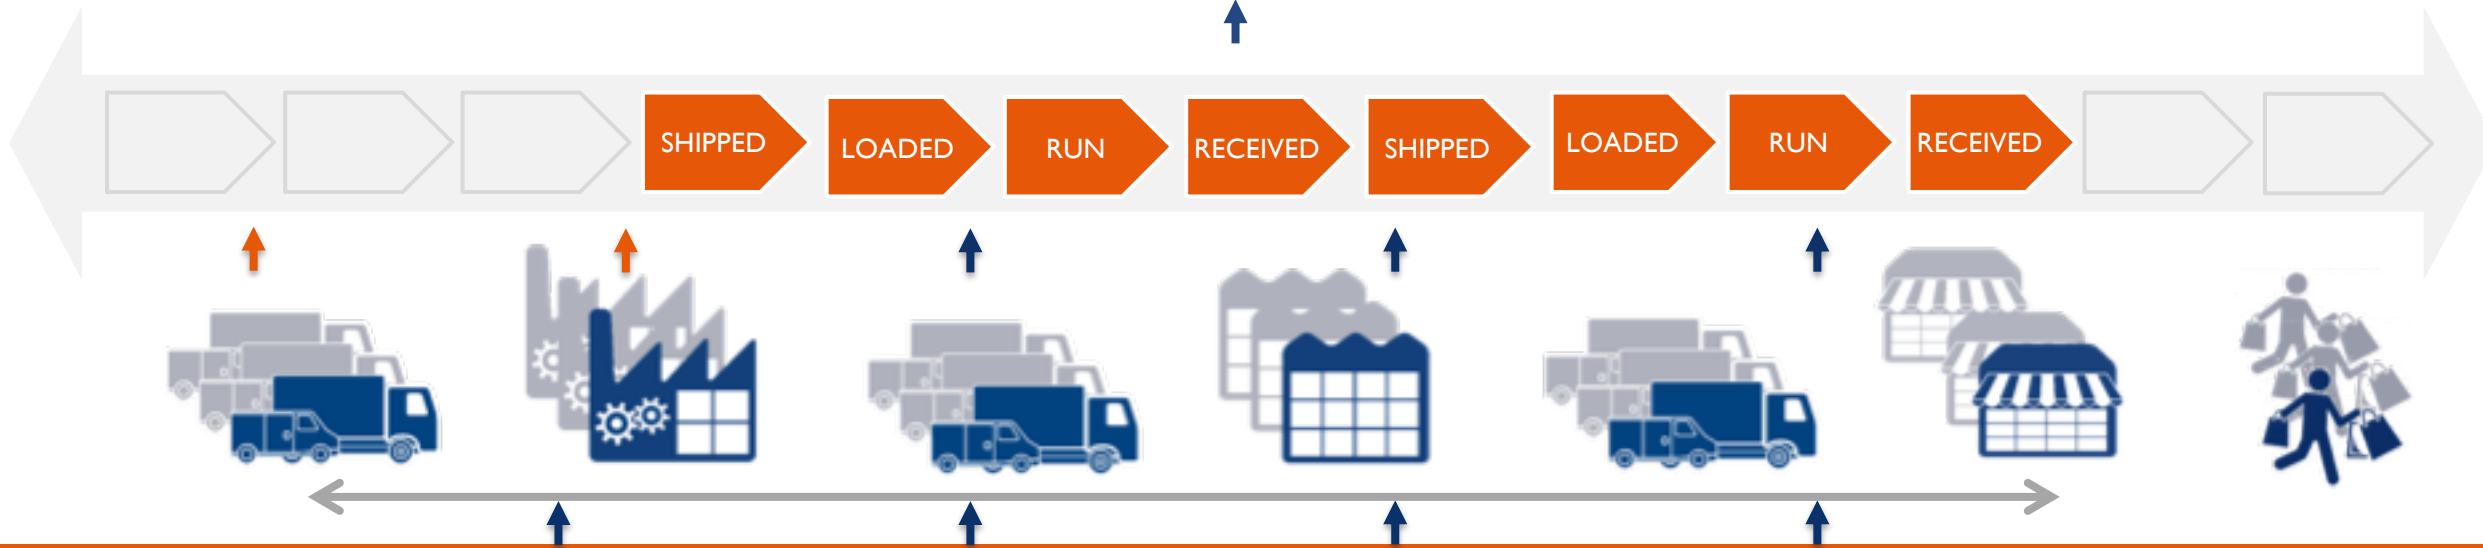 SHIPPED
LOADED
RUN
RECEIVED
SHIPPED
LOADED
RUN
RECEIVED